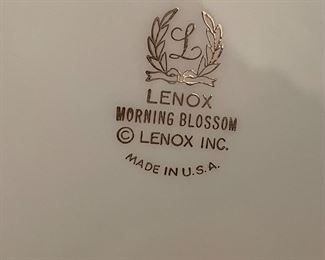 L
LENOX
MORNING BLOSSOM
© LENOX INC.
MADE IN U.S.A.